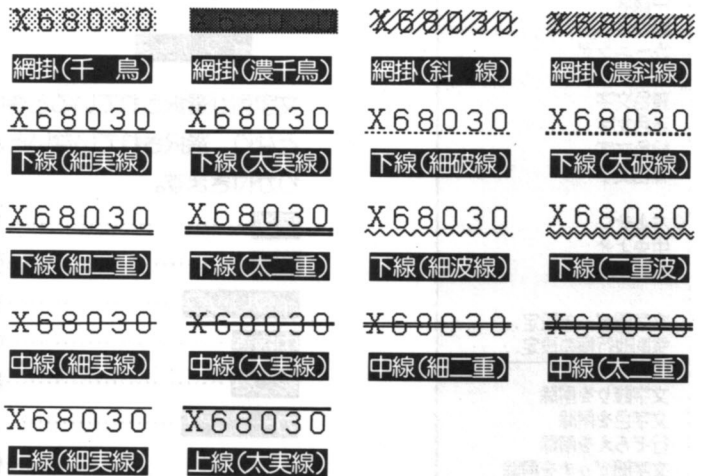 X68030 X68030 X68030 X68030
網掛(千　鳥) 網掛(濃千鳥) 網掛(斜　線) 網掛(濃斜線)
X68030 X68030 X68030 X68030
下線(細実線) 下線(太実線) 下線(細破線) 下線(太破線)
X68030 X68030 X68030 X68030
下線(細二重) 下線(太二重) 下線(細波線) 下線(二重波)
X68030 X68030 X68030 X68030
中線(細実線) 中線(太実線) 中線(細二重) 中線(太二重)
X68030 X68030
上線(細実線) 上線(太実線)